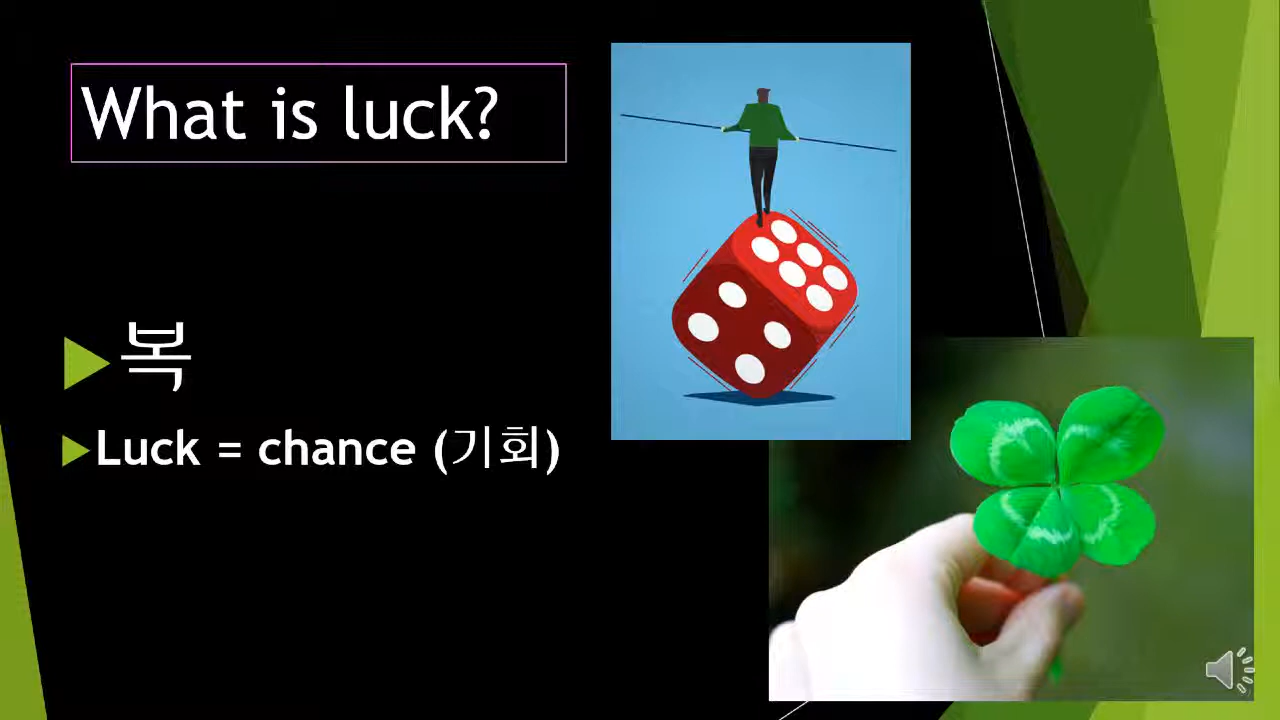 What is luck?
복
Luck = chance (기회)